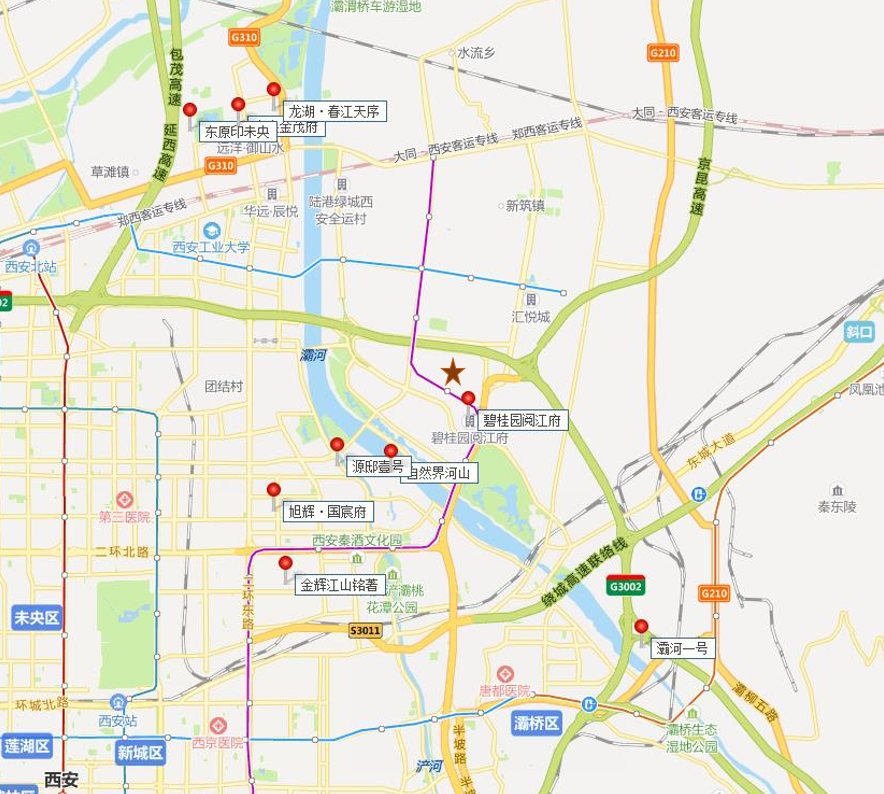 灞渭桥车游湿地
G310
包茂高速
水流乡
G210
龙湖·春江天序
金茂府
东原印未央
远洋·御山水
延西高速
大同-西安客运专线
郑西客运专线
大同-西安客运专线
G310
草滩镇
京昆高速
华远·辰悦
陆港绿城西
安全运村
新筑镇
郑西客运专线
西安工业大学
西安北站
02
汇悦城
斜口
灞河
团结村
凤凰池
碧桂园阅江府
碧桂园阅江府
东城大道
源邸壹号
自然界河山
旭辉·国宸府
第三医院
秦东陵
西安秦酒文化园
二环北路
绕城高速联络线
金辉江山铭著
浐灞桃
花潭公园
G3002
G210
二环东路
未央区
S3011
灞河一号
唐都医院
灞柳五路
环城北路
西安站
灞桥区
西京医院
半坡路
灞桥生态
湿地公园
莲湖区
新城区
浐河
西安
半